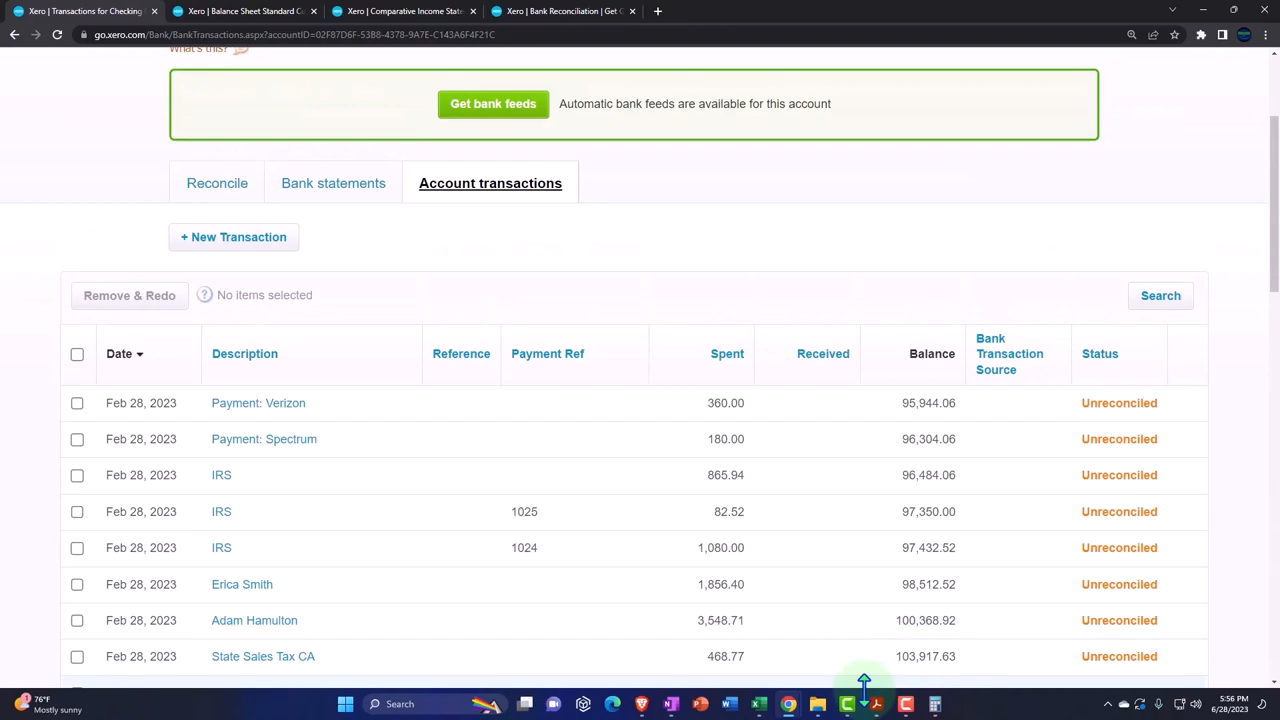 Xero | Transactions for Checking
Xero | Balance Sheet Standard Cu
Xero | Comparative Income State
Xero | Bank Reconciliation | Get G
go.xero.com/Bank/BankTransactions.aspx?accountID=02F87D6F-53B8-4378-9A7E-C143A6F4F21C
What's this?
Get bank feeds Automatic bank feeds are available for this account
Reconcile Bank statements Account transactions
+ New Transaction
Remove & Redo ? No items selected Search
Date Description Reference Payment Ref Spent Received Balance Bank Transaction Source Status
Feb 28, 2023 Payment: Verizon 360.00 95,944.06 Unreconciled
Feb 28, 2023 Payment: Spectrum 180.00 96,304.06 Unreconciled
Feb 28, 2023 IRS 865.94 96,484.06 Unreconciled
Feb 28, 2023 IRS 1025 82.52 97,350.00 Unreconciled
Feb 28, 2023 IRS 1024 1,080.00 97,432.52 Unreconciled
Feb 28, 2023 Erica Smith 1,856.40 98,512.52 Unreconciled
Feb 28, 2023 Adam Hamulton 3,548.71 100,368.92 Unreconciled
Feb 28, 2023 State Sales Tax CA 468.77 103,917.63 Unreconciled
76°F
Mostly sunny
Search
5:56 PM
6/28/2023